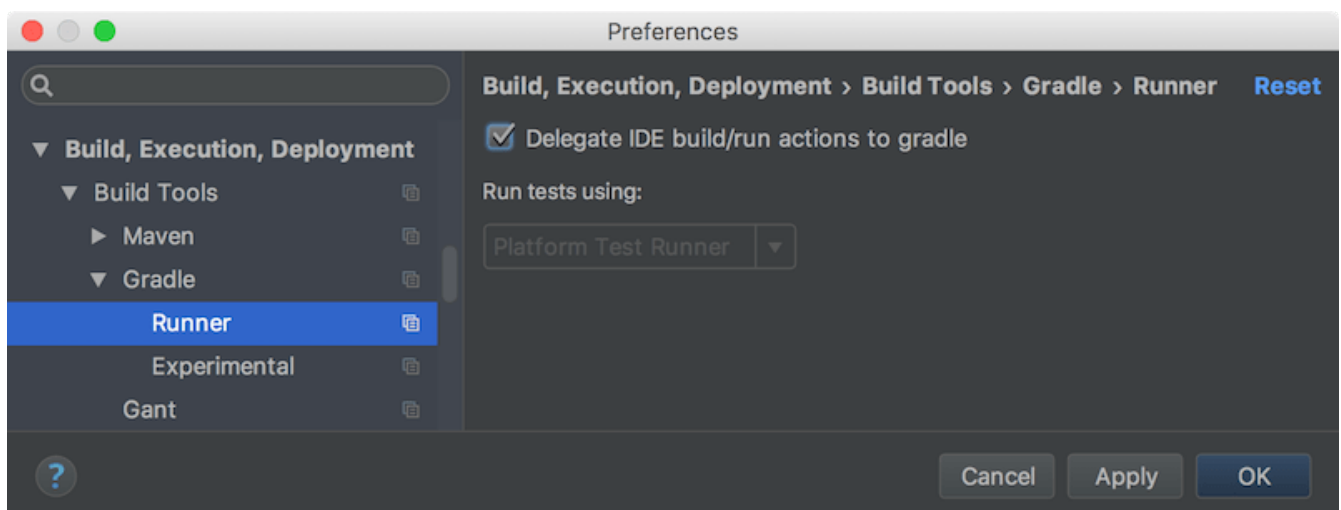 Preferences
Build, Execution, Deployment
Build Tools
Maven
Gradle
Runner
Experimental
Gant
Build, Execution, Deployment › Build Tools › Gradle › Runner Reset
Delegate IDE build/run actions to gradle
Run tests using:
Platform Test Runner
?
Cancel Apply OK